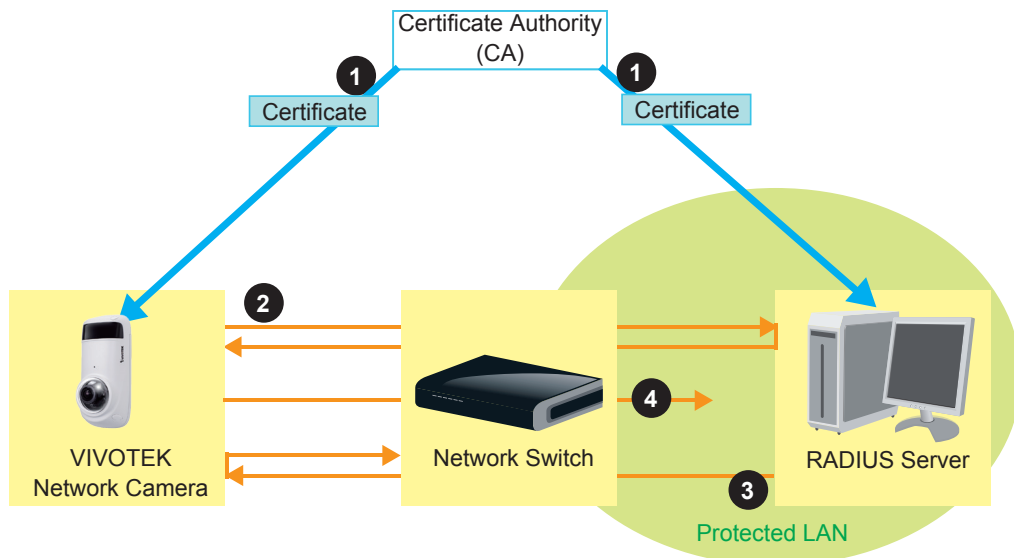 Certificate Authority
(CA)
1
1
Certificate
Certificate
2
4
VIVOTEK
Network Camera
Network Switch
RADIUS Server
3
Protected LAN